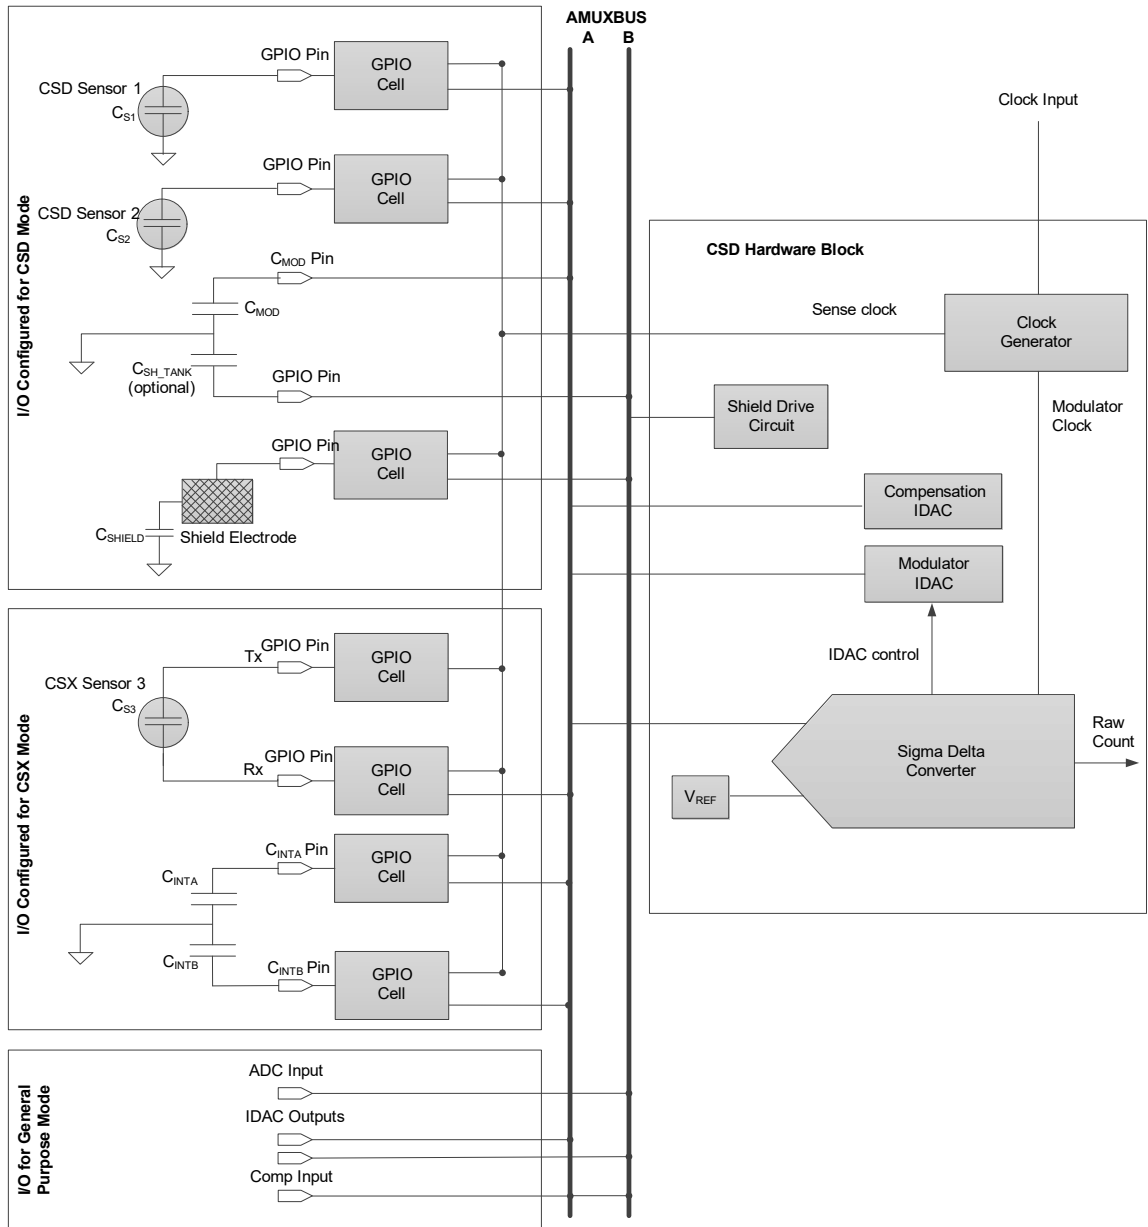 AMUXBUS
A B
I/O Configured for CSD Mode
GPIO Pin
GPIO
Cell
CSD Sensor 1
CS1
GPIO Pin
GPIO
Cell
CSD Sensor 2
CS2
CMOD Pin
CMOD
CSH_TANK
(optional)
GPIO Pin
GPIO Pin
GPIO
Cell
CSHIELD
Shield Electrode
I/O Configured for CSX Mode
GPIO Pin
Tx
GPIO
Cell
CSX Sensor 3
CS3
GPIO Pin
Rx
GPIO
Cell
CINTA Pin
GPIO
Cell
CINTA
CINTB
CINTB Pin
GPIO
Cell
I/O for General
Purpose Mode
ADC Input
IDAC Outputs
Comp Input
Clock Input
CSD Hardware Block
Sense clock
Clock
Generator
Shield Drive
Circuit
Modulator
Clock
Compensation
IDAC
Modulator
IDAC
IDAC control
Sigma Delta
Converter
Raw
Count
VREF